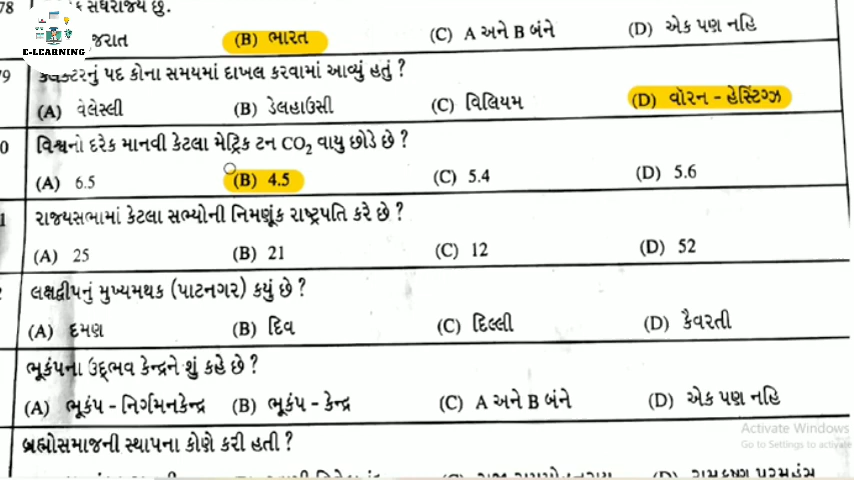 78 સંઘરાજ્ય છે.
E-LEARNING
(B) ભારત (C) A અને B બંને (D) એક પણ નહિ
કલેક્ટરનું પદ કોના સમયમાં દાખલ કરવામાં આવ્યું હતું ?
(A) વેલેસ્લી (B) ડેલહાઉસી (C) વિલિયમ (D) વૉરન - હેસ્ટિંગ્ઝ
0 વિશ્વનો દરેક માનવી કેટલા મેટ્રિક ટન CO₂ વાયુ છોડે છે ?
(A) 6.5 (B) 4.5 (C) 5.4 (D) 5.6
1 રાજ્યસભામાં કેટલા સભ્યોની નિમણૂંક રાષ્ટ્રપતિ કરે છે ?
(A) 25 (B) 21 (C) 12 (D) 52
લક્ષદ્વીપનું મુખ્યમથક (પાટનગર) કયું છે ?
(A) દમણ (B) દિવ (C) દિલ્લી (D) કૈવરતી
ભૂકંપના ઉદ્દભવ કેન્દ્રને શું કહે છે ?
(A) ભૂકંપ - નિર્ગમનકેન્દ્ર (B) ભૂકંપ - કેન્દ્ર (C) A અને B બંને (D) એક પણ નહિ
Activate Windows
Go to Settings to activate
બ્રહ્મોસમાજની સ્થાપના કોણે કરી હતી ?